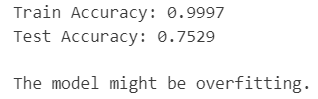 Train Accuracy: 0.9997
Test Accuracy: 0.7529
The model might be overfitting.